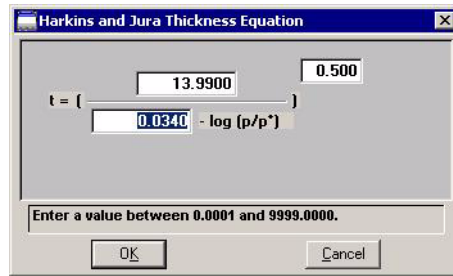 Harkins and Jura Thickness Equation
13.9900
0.500
t = (
)
0.0340 - log (p/p*)
Enter a value between 0.0001 and 9999.0000.
OK
Cancel